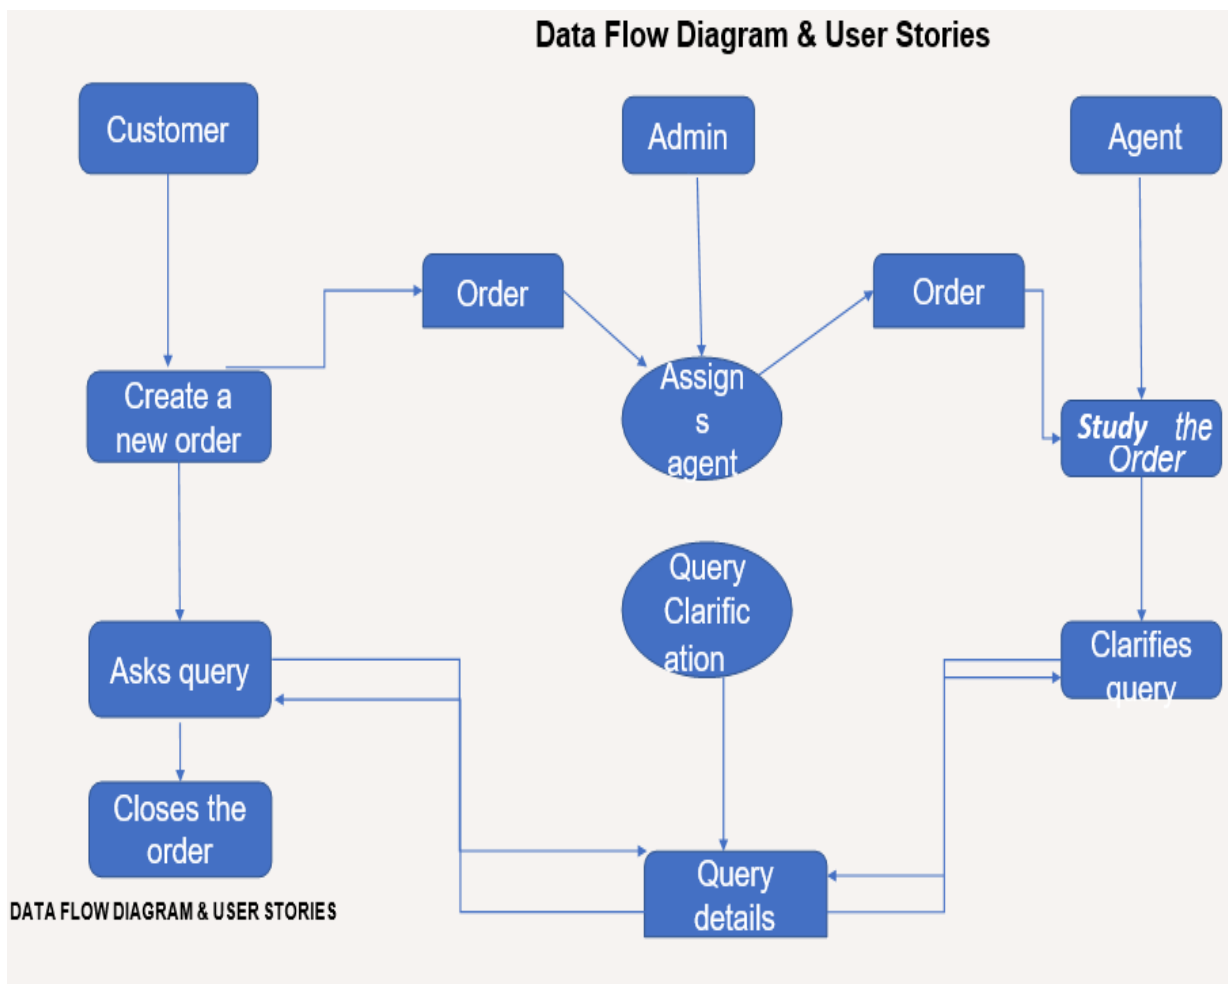 Data Flow Diagram & User Stories
Customer
Admin
Agent
Order
Order
Create a
new order
Assign
s
agent
Study the
Order
Query
Clarific
ation
Asks query
Clarifies
query
Closes the
order
Query
details
DATA FLOW DIAGRAM & USER STORIES